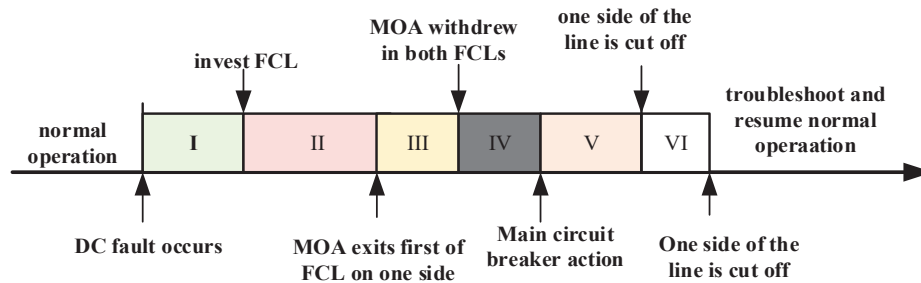 MOA withdrew
in both FCLs
one side of the
line is cut off
invest FCL
troubleshoot and
resume normal
operaation
normal
operation
I
II
III
IV
V
VI
DC fault occurs
MOA exits first of
FCL on one side
Main circuit
breaker action
One side of the
line is cut off